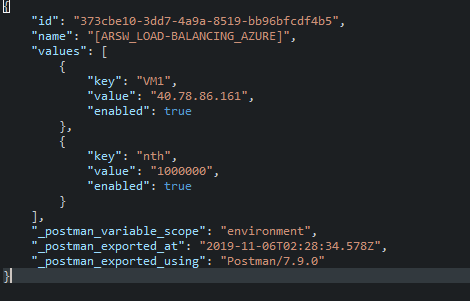 {
    "id": "373cbe10-3dd7-4a9a-8519-bb96bfcdf4b5",
    "name": "[ARSW_LOAD-BALANCING_AZURE]",
    "values": [
        {
            "key": "VM1",
            "value": "40.78.86.161",
            "enabled": true
        },
        {
            "key": "nth",
            "value": "1000000",
            "enabled": true
        }
    ],
    "_postman_variable_scope": "environment",
    "_postman_exported_at": "2019-11-06T02:28:34.578Z",
    "_postman_exported_using": "Postman/7.9.0"
}